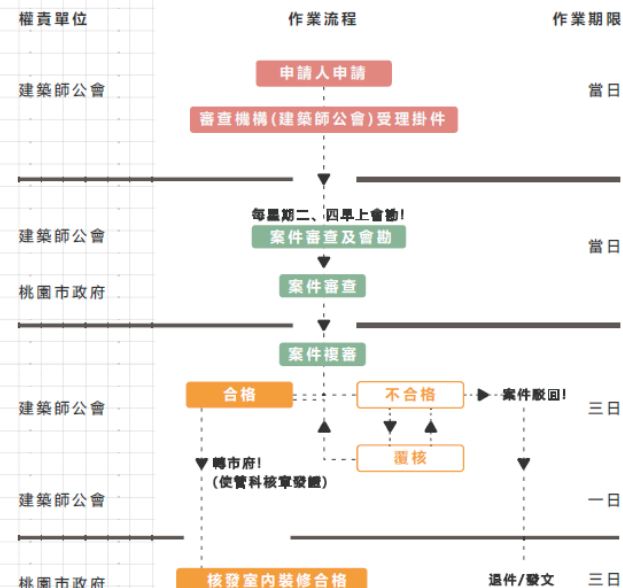 權責單位 作業流程 作業期限
申請人申請
建築師公會 當日
審查機構(建築師公會)受理掛件
每星期二、四早上會勘!
建築師公會 案件審查及會勘 當日
桃園市政府 案件審查
案件複審
合格 不合格 案件駁回!
建築師公會 三日
覆核
轉市府!
(使管科核章發證)
建築師公會 一日
桃園市政府 核發室內裝修合格 退件/發文 三日